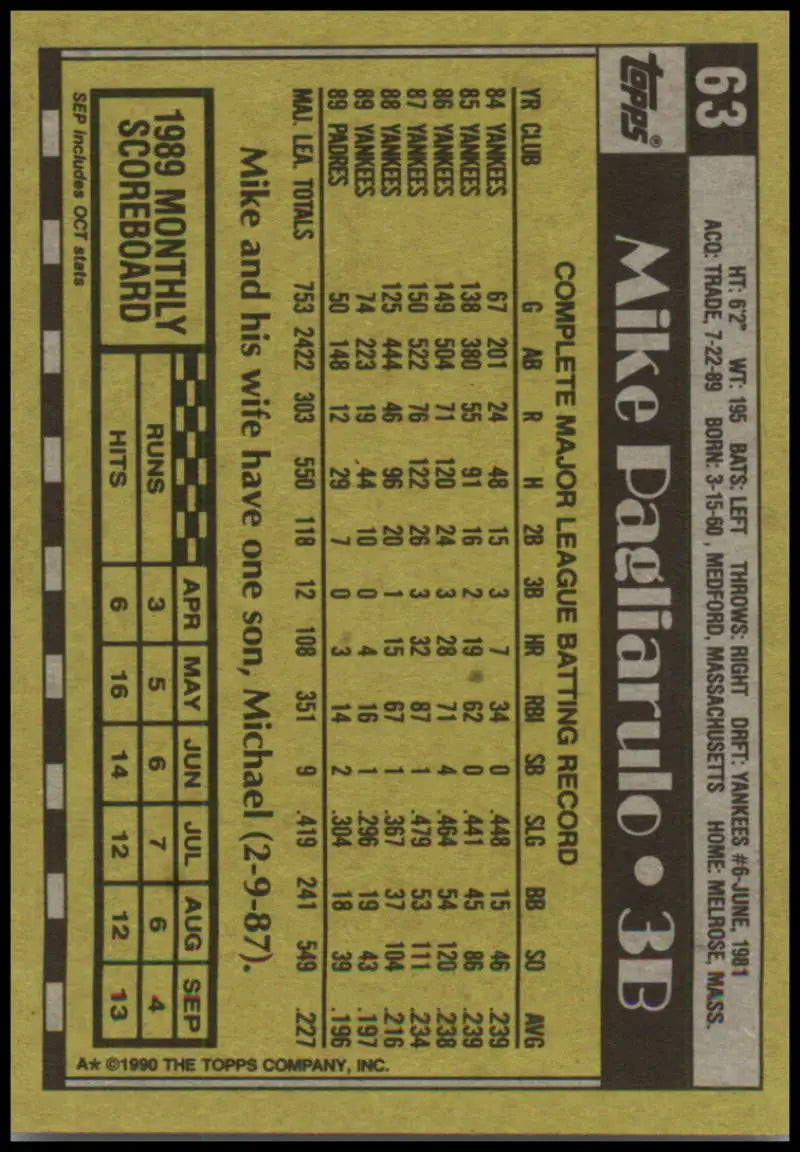 63
HT: 6'2" WT: 195 BATS: LEFT THROWS: RIGHT DRFT: YANKEES #6-JUNE, 1981
ACQ: TRADE, 7-22-89 BORN: 3-15-60, MEDFORD, MASSACHUSETTS HOME: MELROSE, MASS.
topps®
Mike Pagliarulo • 3B
COMPLETE MAJOR LEAGUE BATTING RECORD
YR CLUB G AB R H 2B 3B HR RBI SB SLG BB SO AVG
84 YANKEES 67 201 24 48 15 3 7 34 0 .448 15 46 .239
85 YANKEES 138 380 55 91 16 2 19 62 0 .441 45 86 .239
86 YANKEES 149 504 71 120 24 3 28 71 4 .464 54 120 .238
87 YANKEES 150 522 76 122 26 3 32 87 1 .479 53 111 .234
88 YANKEES 125 444 46 96 20 1 15 67 1 .367 37 104 .216
89 YANKEES 74 223 19 44 10 0 4 16 1 .296 19 43 .197
89 PADRES 50 148 12 29 7 0 3 14 2 .304 18 39 .196
MAJ. LEA. TOTALS 753 2422 303 550 118 12 108 351 9 .419 241 549 .227
Mike and his wife have one son, Michael (2-9-87).
1989 MONTHLY
SCOREBOARD
APR MAY JUN JUL AUG SEP
RUNS 3 5 6 7 6 4
HITS 6 16 14 12 12 13
SEP includes OCT stats
A* ©1990 THE TOPPS COMPANY, INC.